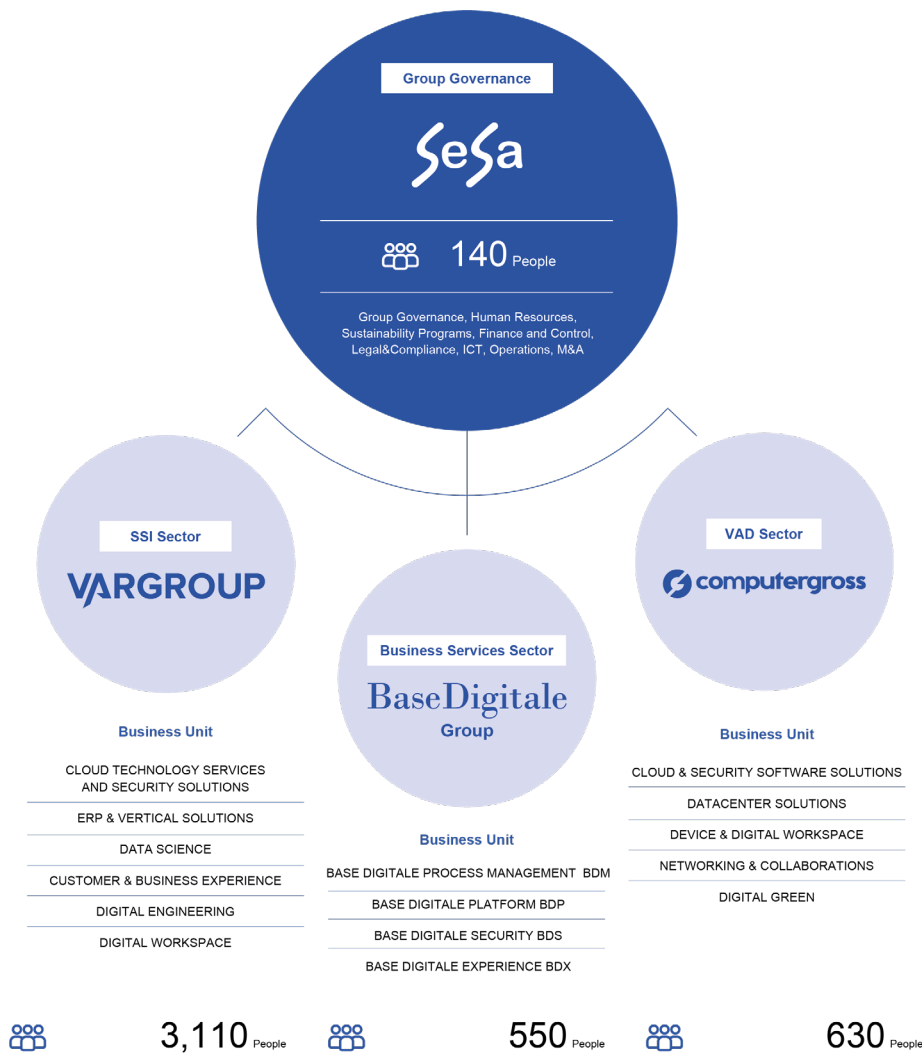 Group Governance
SeSa
140 People
Group Governance, Human Resources,
Sustainability Programs, Finance and Control,
Legal&Compliance, ICT, Operations, M&A
SSI Sector
VARGROUP
Business Unit
CLOUD TECHNOLOGY SERVICES
AND SECURITY SOLUTIONS
ERP & VERTICAL SOLUTIONS
DATA SCIENCE
CUSTOMER & BUSINESS EXPERIENCE
DIGITAL ENGINEERING
DIGITAL WORKSPACE
3,110 People
Business Services Sector
BaseDigitale
Group
Business Unit
BASE DIGITALE PROCESS MANAGEMENT BDM
BASE DIGITALE PLATFORM BDP
BASE DIGITALE SECURITY BDS
BASE DIGITALE EXPERIENCE BDX
550 People
VAD Sector
computergross
Business Unit
CLOUD & SECURITY SOFTWARE SOLUTIONS
DATACENTER SOLUTIONS
DEVICE & DIGITAL WORKSPACE
NETWORKING & COLLABORATIONS
DIGITAL GREEN
630 People